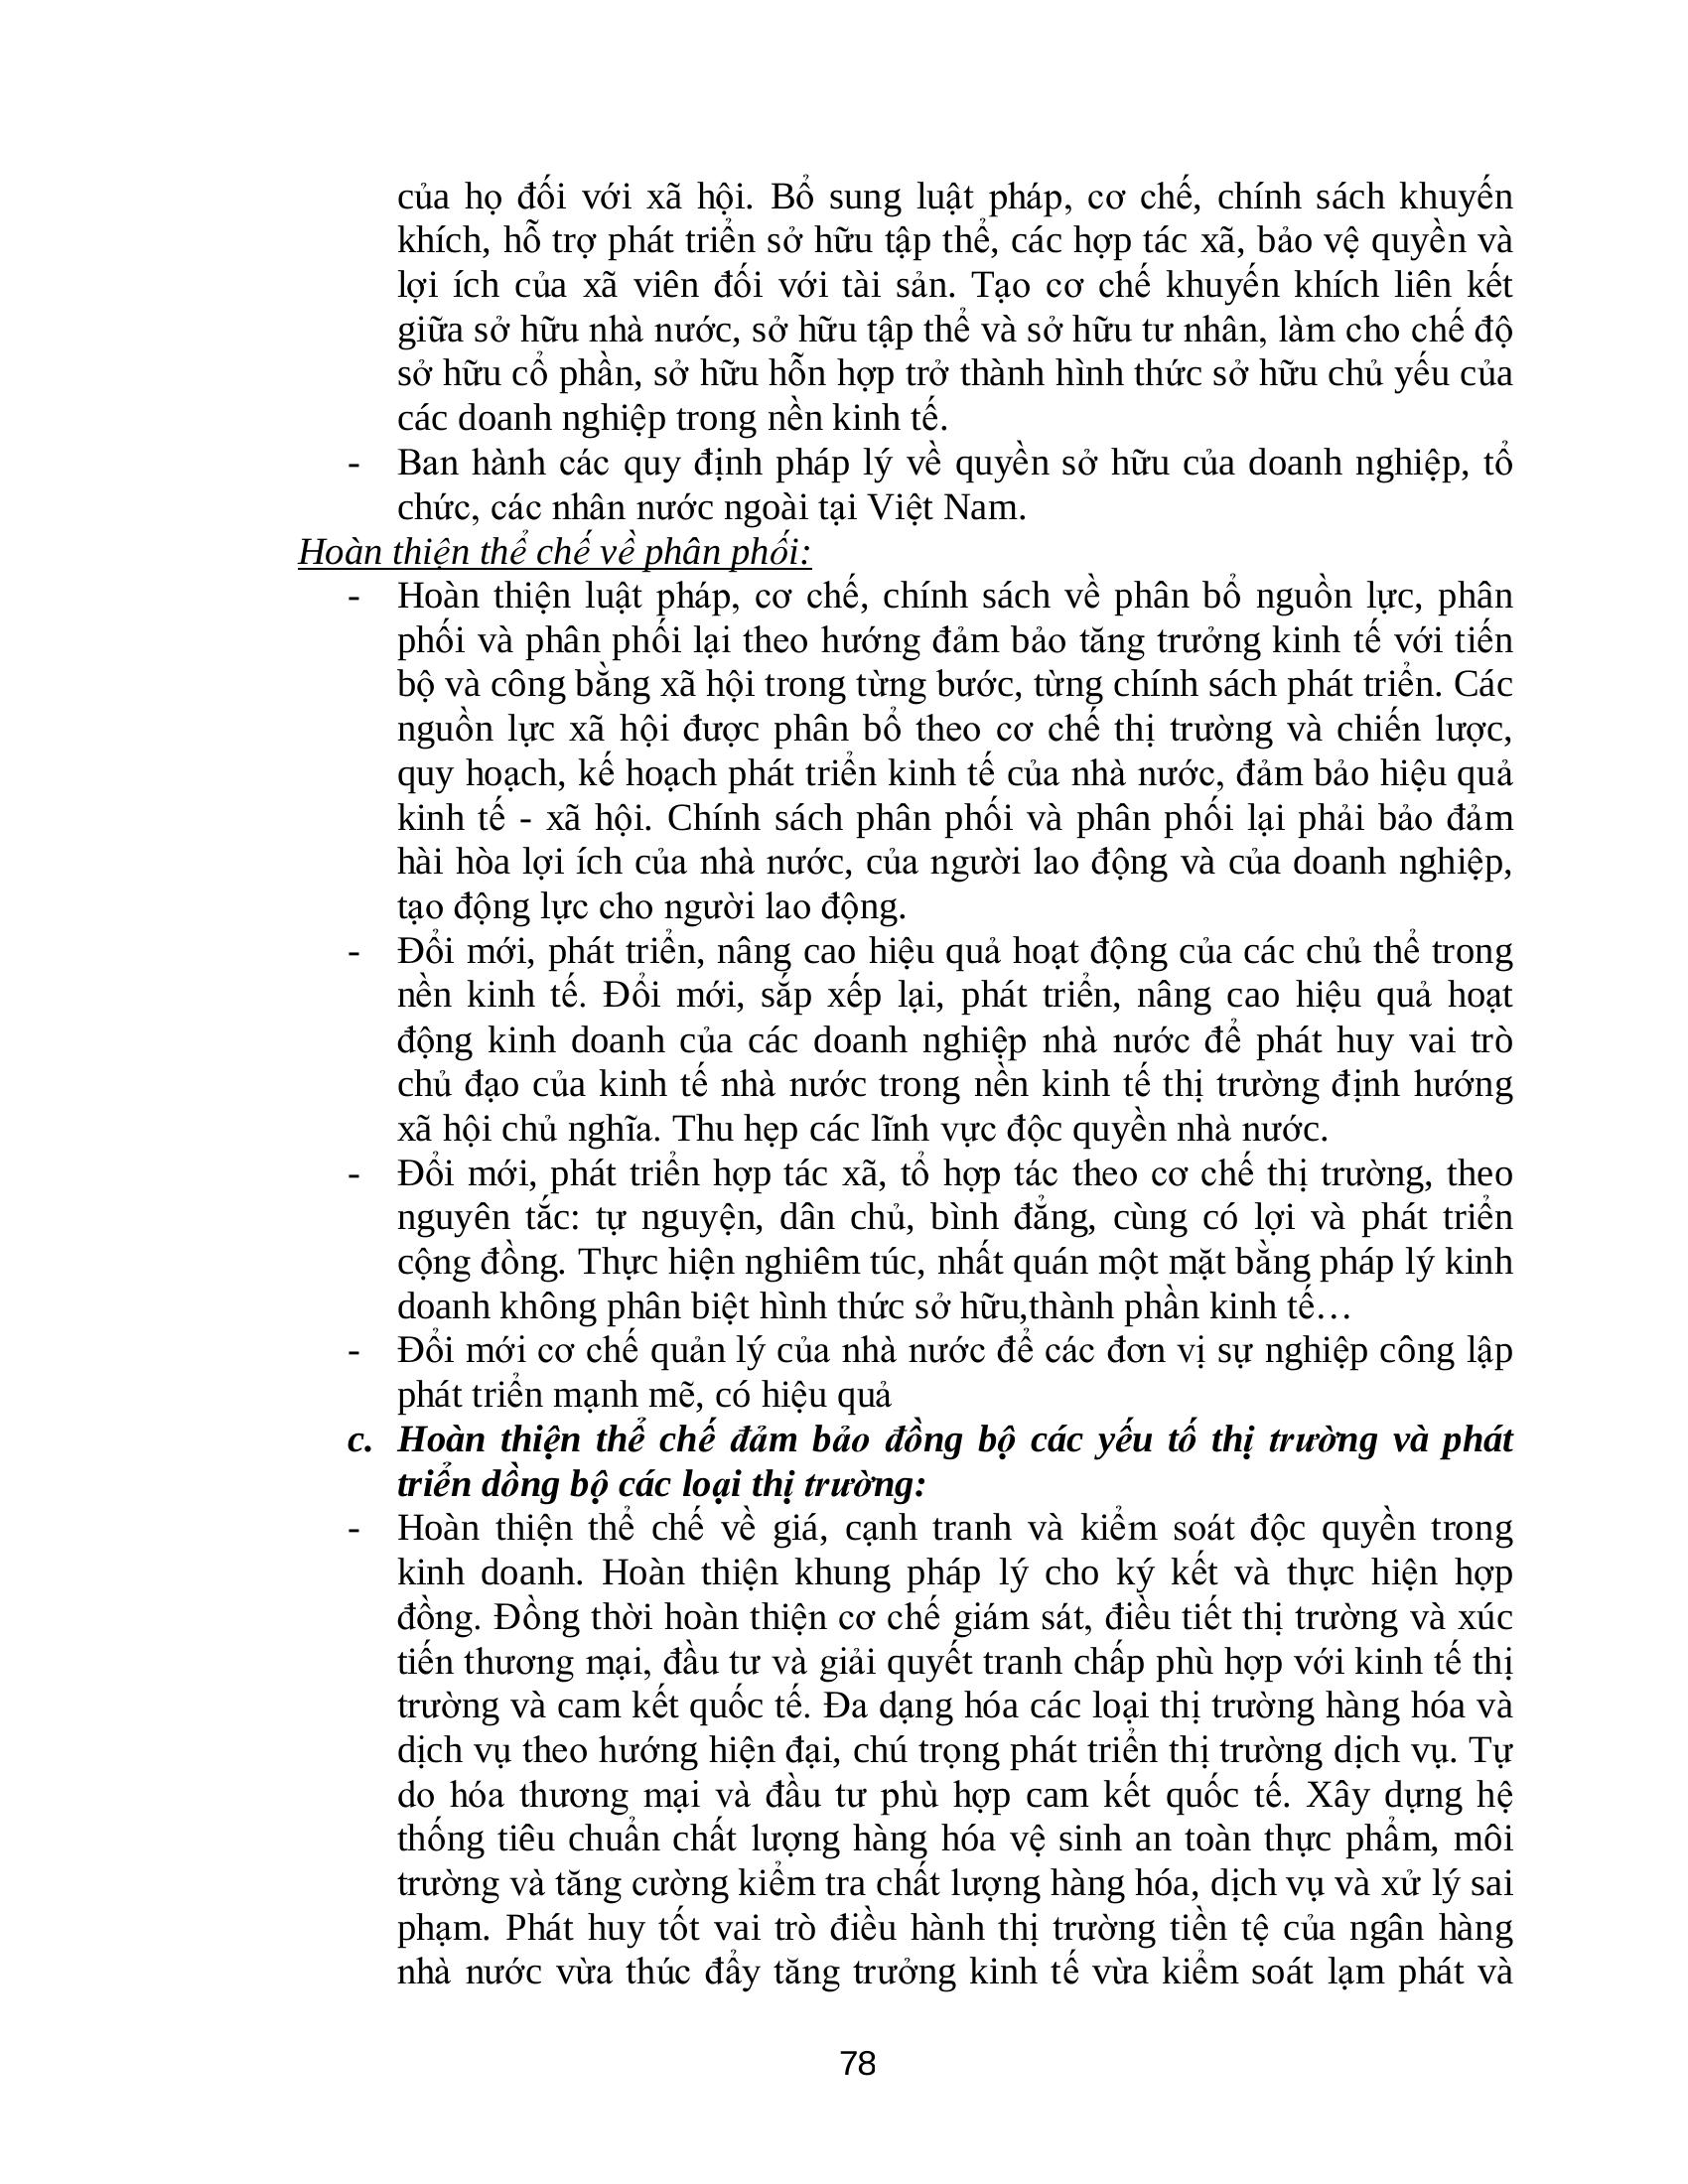 của họ đối với xã hội. Bổ sung luật pháp, cơ chế, chính sách khuyến
khích, hỗ trợ phát triển sở hữu tập thể, các hợp tác xã, bảo vệ quyền và
lợi ích của xã viên đối với tài sản. Tạo cơ chế khuyến khích liên kết
giữa sở hữu nhà nước, sở hữu tập thể và sở hữu tư nhân, làm cho chế độ
sở hữu cổ phần, sở hữu hỗn hợp trở thành hình thức sở hữu chủ yếu của
các doanh nghiệp trong nền kinh tế.
- Ban hành các quy định pháp lý về quyền sở hữu của doanh nghiệp, tổ
chức, các nhân nước ngoài tại Việt Nam.
Hoàn thiện thể chế về phân phối:
- Hoàn thiện luật pháp, cơ chế, chính sách về phân bổ nguồn lực, phân
phối và phân phối lại theo hướng đảm bảo tăng trưởng kinh tế với tiến
bộ và công bằng xã hội trong từng bước, từng chính sách phát triển. Các
nguồn lực xã hội được phân bổ theo cơ chế thị trường và chiến lược,
quy hoạch, kế hoạch phát triển kinh tế của nhà nước, đảm bảo hiệu quả
kinh tế - xã hội. Chính sách phân phối và phân phối lại phải bảo đảm
hài hòa lợi ích của nhà nước, của người lao động và của doanh nghiệp,
tạo động lực cho người lao động.
- Đổi mới, phát triển, nâng cao hiệu quả hoạt động của các chủ thể trong
nền kinh tế. Đổi mới, sắp xếp lại, phát triển, nâng cao hiệu quả hoạt
động kinh doanh của các doanh nghiệp nhà nước để phát huy vai trò
chủ đạo của kinh tế nhà nước trong nền kinh tế thị trường định hướng
xã hội chủ nghĩa. Thu hẹp các lĩnh vực độc quyền nhà nước.
- Đổi mới, phát triển hợp tác xã, tổ hợp tác theo cơ chế thị trường, theo
nguyên tắc: tự nguyện, dân chủ, bình đẳng, cùng có lợi và phát triển
cộng đồng. Thực hiện nghiêm túc, nhất quán một mặt bằng pháp lý kinh
doanh không phân biệt hình thức sở hữu,thành phần kinh tế…
- Đổi mới cơ chế quản lý của nhà nước để các đơn vị sự nghiệp công lập
phát triển mạnh mẽ, có hiệu quả
c. Hoàn thiện thể chế đảm bảo đồng bộ các yếu tố thị trường và phát
triển dồng bộ các loại thị trường:
- Hoàn thiện thể chế về giá, cạnh tranh và kiểm soát độc quyền trong
kinh doanh. Hoàn thiện khung pháp lý cho ký kết và thực hiện hợp
đồng. Đồng thời hoàn thiện cơ chế giám sát, điều tiết thị trường và xúc
tiến thương mại, đầu tư và giải quyết tranh chấp phù hợp với kinh tế thị
trường và cam kết quốc tế. Đa dạng hóa các loại thị trường hàng hóa và
dịch vụ theo hướng hiện đại, chú trọng phát triển thị trường dịch vụ. Tự
do hóa thương mại và đầu tư phù hợp cam kết quốc tế. Xây dựng hệ
thống tiêu chuẩn chất lượng hàng hóa vệ sinh an toàn thực phẩm, môi
trường và tăng cường kiểm tra chất lượng hàng hóa, dịch vụ và xử lý sai
phạm. Phát huy tốt vai trò điều hành thị trường tiền tệ của ngân hàng
nhà nước vừa thúc đẩy tăng trưởng kinh tế vừa kiểm soát lạm phát và
78